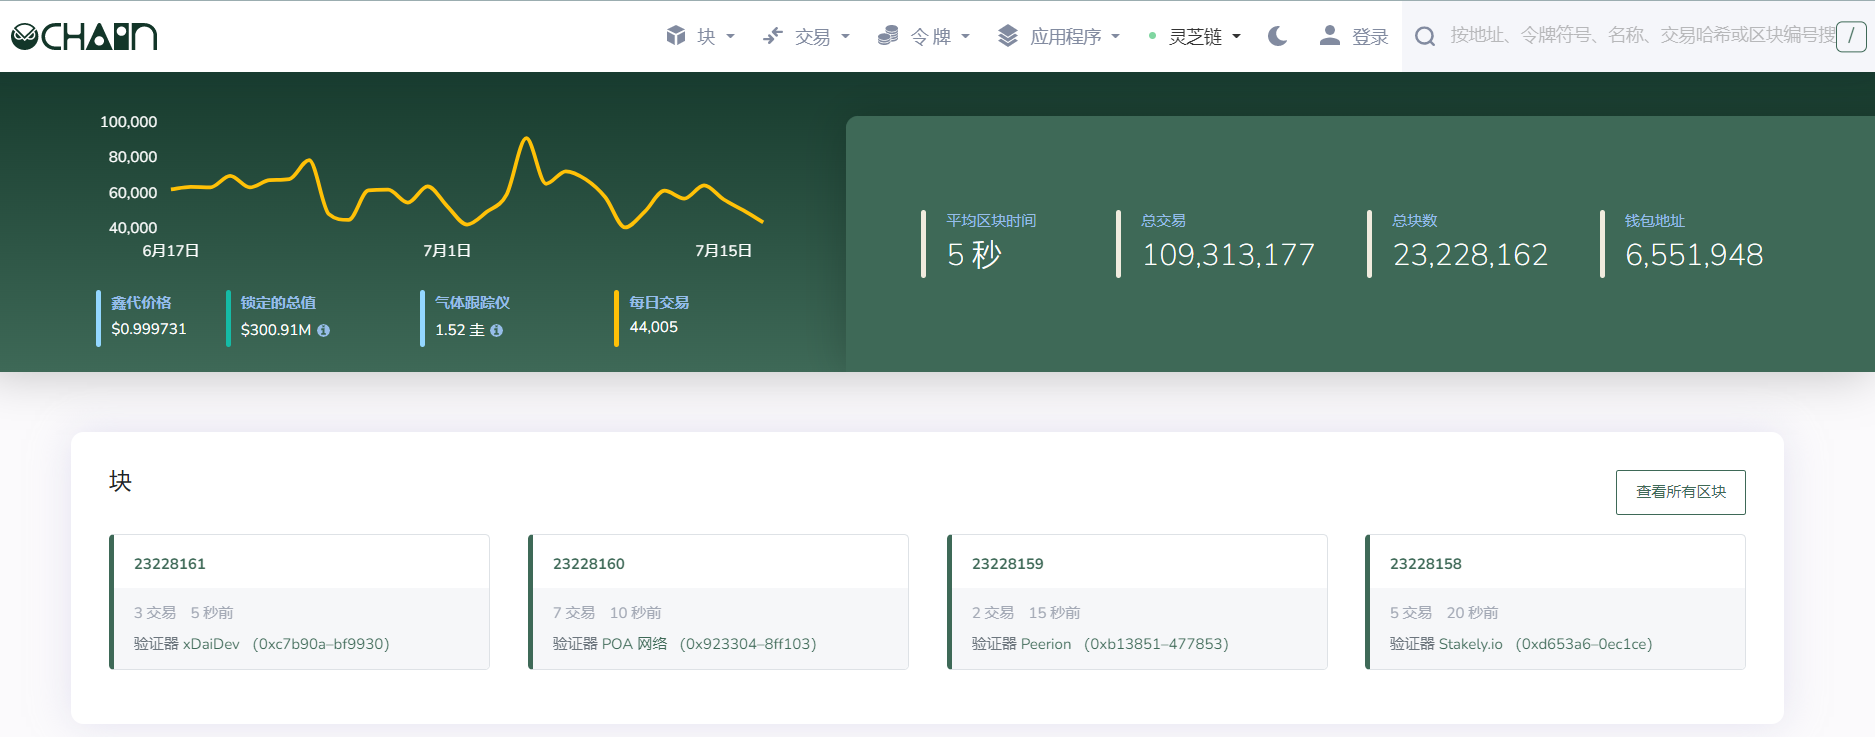 CHAIN
块
交易
令 牌
应用程序
灵芝链
登录
按地址、令牌符号、名称、交易哈希或区块编号搜
/
100,000
80,000
60,000
40,000
6月17日 7月1日 7月15日
鑫代价格
$0.999731
锁定的总值
$300.91M
气体跟踪仪
1.52 圭
每日交易
44,005
平均区块时间
5 秒
总交易
109,313,177
总块数
23,228,162
钱包地址
6,551,948
块
查看所有区块
23228161
3 交易 5 秒前
验证器 xDaiDev （0xc7b90a–bf9930）
23228160
7 交易 10 秒前
验证器 POA 网络 （0x923304–8ff103）
23228159
2 交易 15 秒前
验证器 Peerion （0xb13851–477853）
23228158
5 交易 20 秒前
验证器 Stakely.io （0xd653a6–0ec1ce）